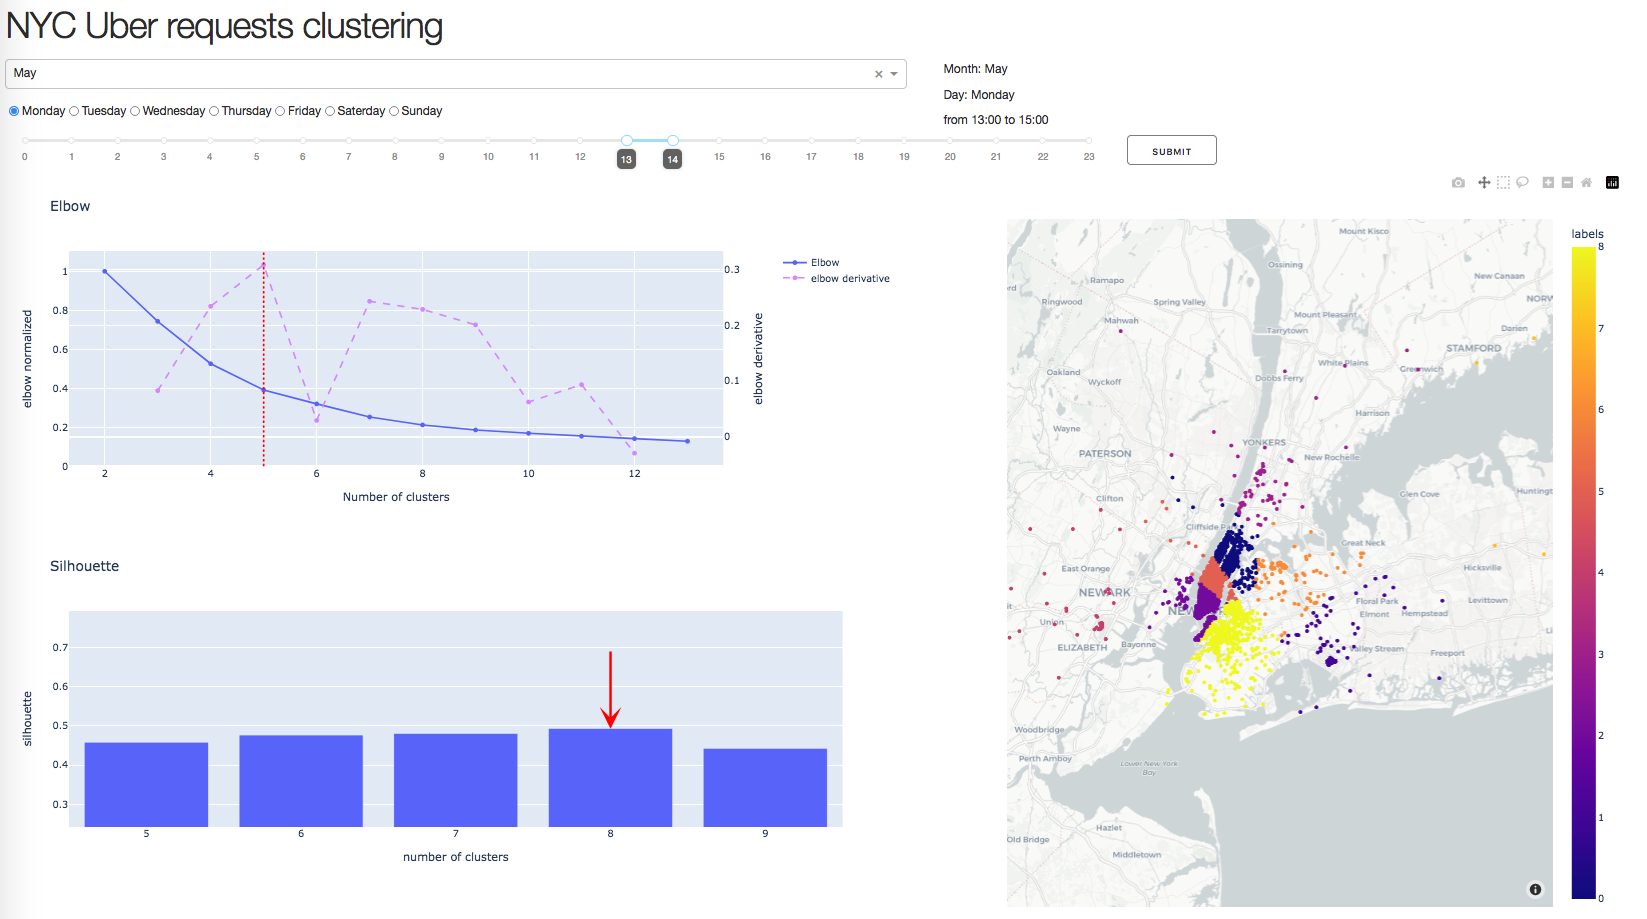 NYC Uber requests clustering
May
Month: May
Day: Monday
from 13:00 to 15:00
Monday Tuesday Wednesday Thursday Friday Saterday Sunday
0 1 2 3 4 5 6 7 8 9 10 11 12 13 14 15 16 17 18 19 20 21 22 23
SUBMIT
Elbow
elbow normalized
1
0.8
0.6
0.4
0.2
0
2 4 6 8 10 12
Number of clusters
0.3
0.2
0.1
0
elbow derivative
Elbow
elbow derivative
Silhouette
silhouette
0.7
0.6
0.5
0.4
0.3
5 6 7 8 9
number of clusters
Mount Kisco
Ossining
New Canaan
Ramapo
Ringwood
Spring Valley
NORW
Mount Pleasant
Mahwah
Tarrytown
Darien
STAMFORD
White Plains
Greenwich
Oakland
Wyckoff
Dobbs Ferry
Harrison
Wayne
YONKERS
PATERSON
New Rochelle
Clifton
Glen Cove
Huntingt
Cliffside Pa
Great Neck
East Orange
Hicksville
NEWARK
Floral Park
Levittown
NEW
Elmont
Hempstead
Union
ELIZABETH
Bayonne
Valley Stream
Freeport
Woodbridge
Perth Amboy
Lower New York
Bay
Hazlet
Old Bridge
Middletown
labels
8
7
6
5
4
3
2
1
0